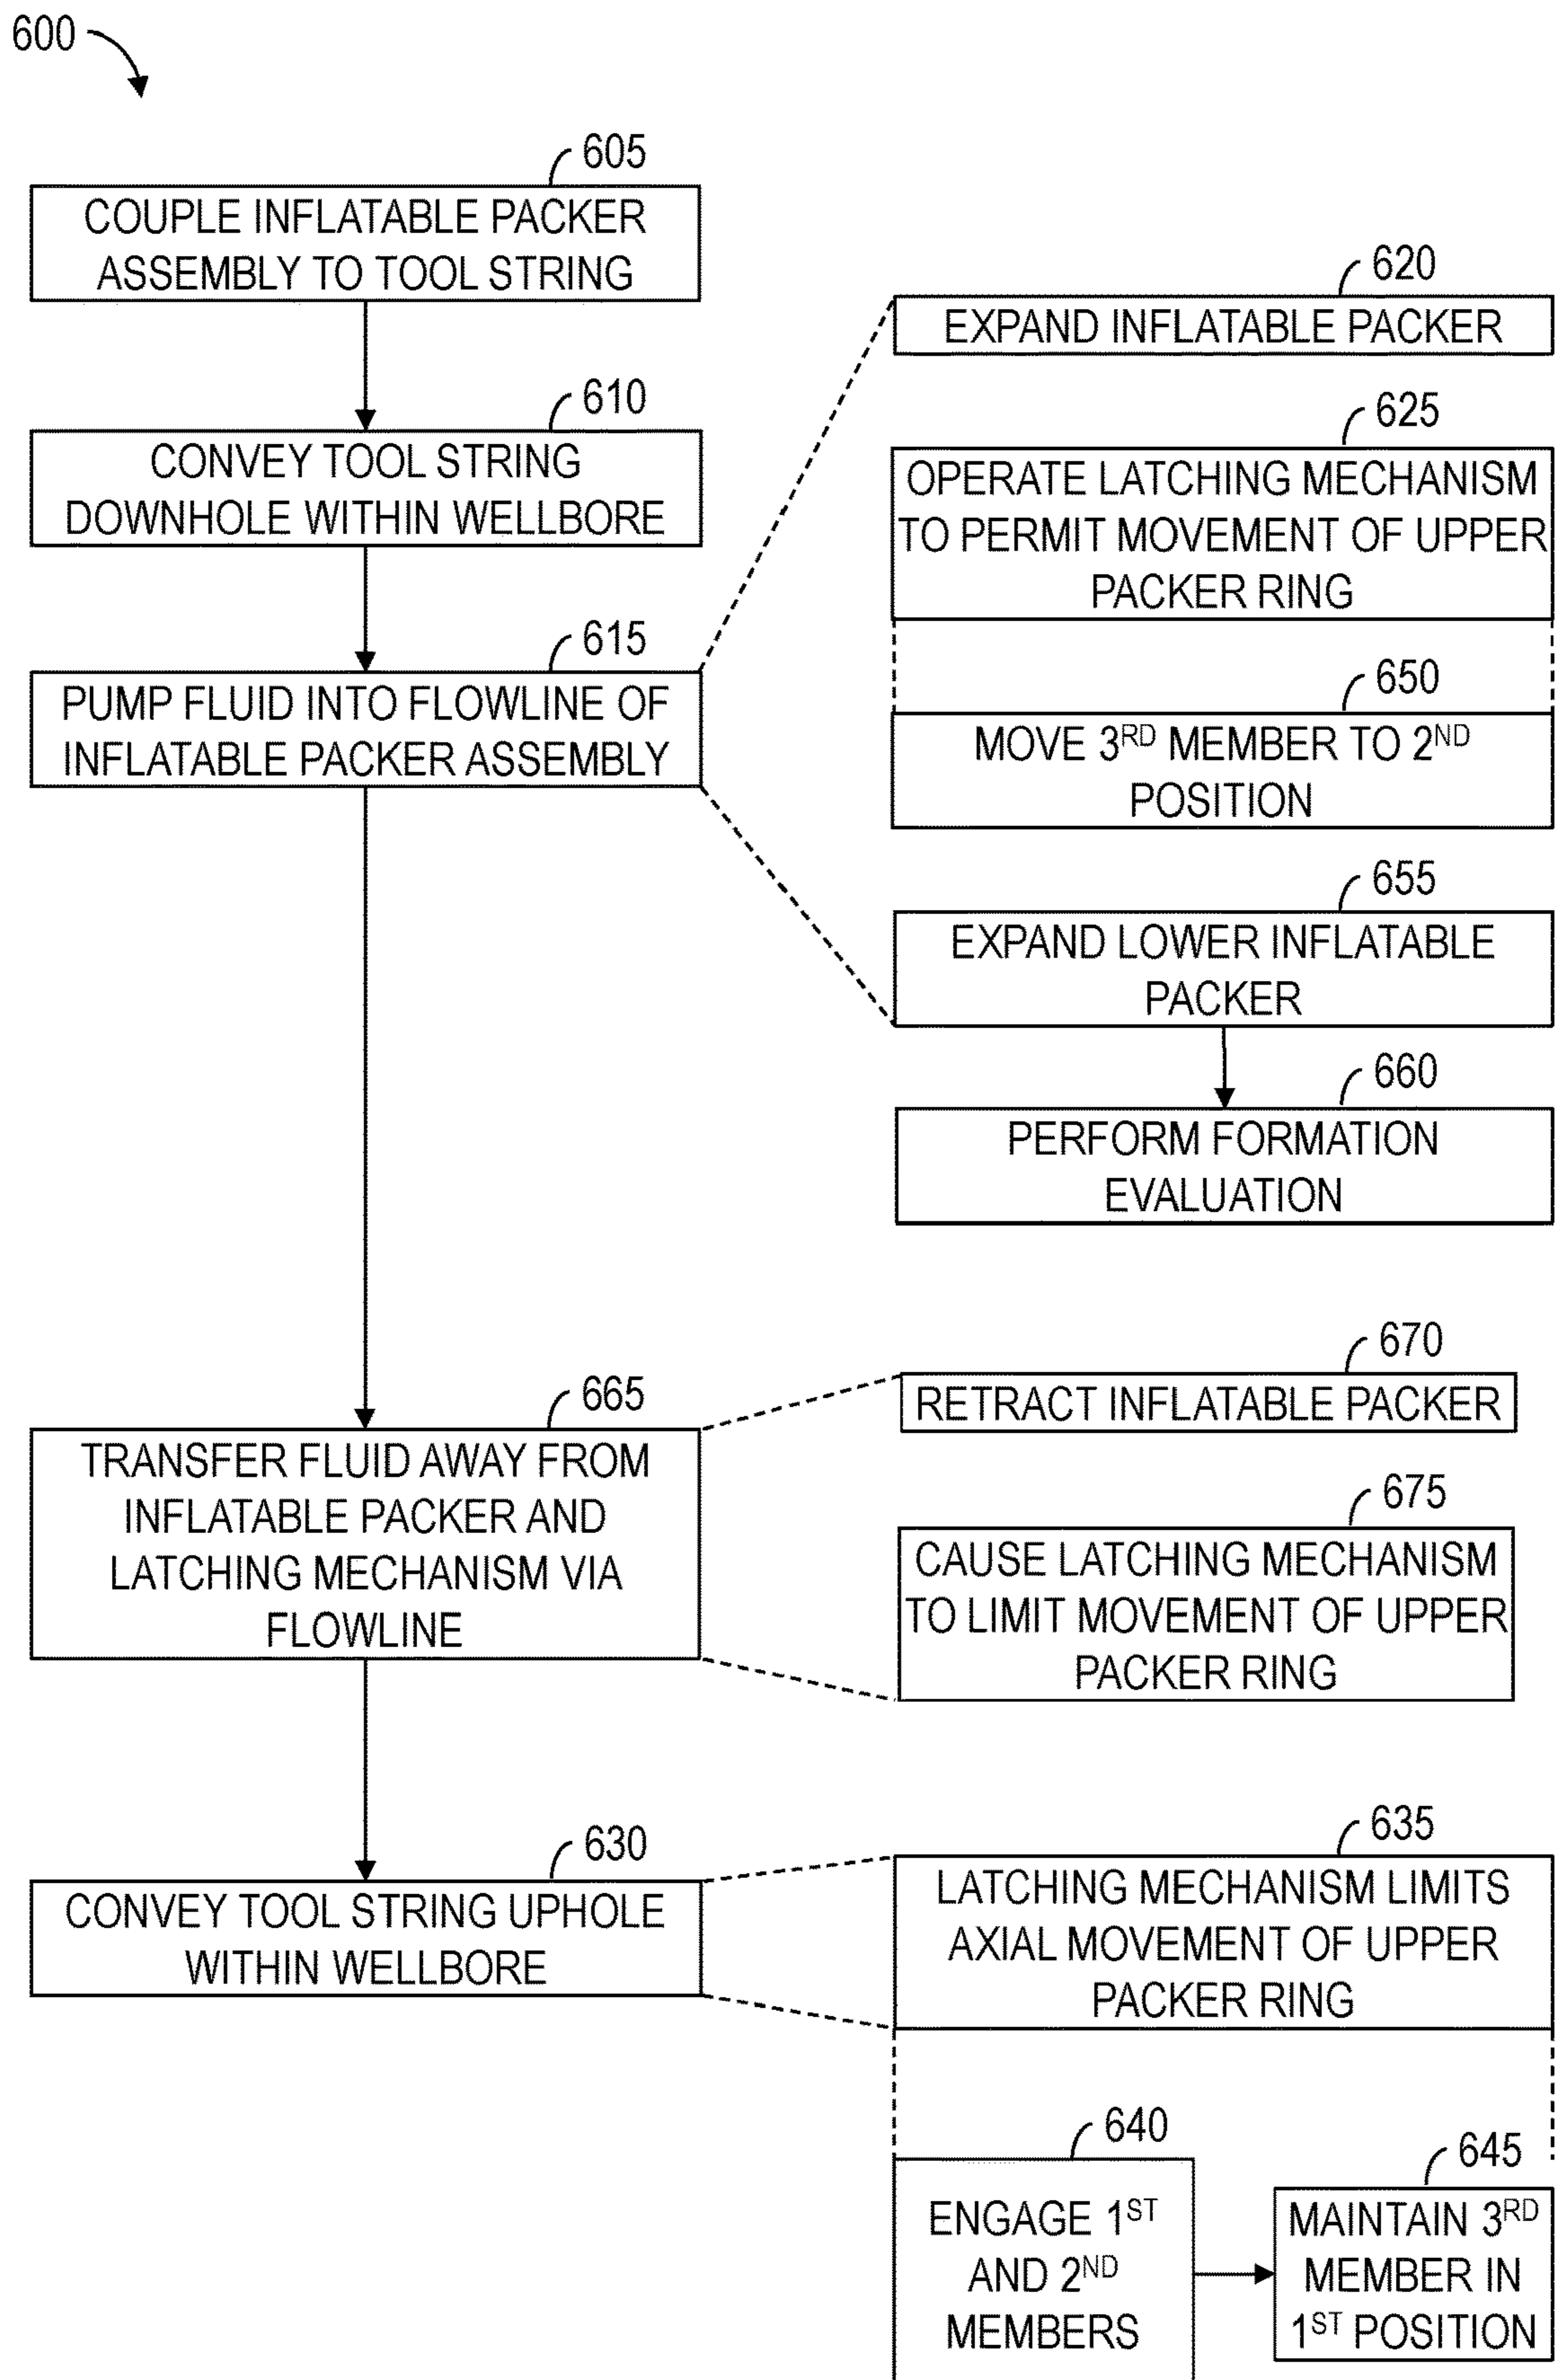 600
605
COUPLE INFLATABLE PACKER
ASSEMBLY TO TOOL STRING
610
CONVEY TOOL STRING
DOWNHOLE WITHIN WELLBORE
615
PUMP FLUID INTO FLOWLINE OF
INFLATABLE PACKER ASSEMBLY
620
EXPAND INFLATABLE PACKER
625
OPERATE LATCHING MECHANISM
TO PERMIT MOVEMENT OF UPPER
PACKER RING
650
MOVE 3RD MEMBER TO 2ND
POSITION
655
EXPAND LOWER INFLATABLE
PACKER
660
PERFORM FORMATION
EVALUATION
665
TRANSFER FLUID AWAY FROM
INFLATABLE PACKER AND
LATCHING MECHANISM VIA
FLOWLINE
670
RETRACT INFLATABLE PACKER
675
CAUSE LATCHING MECHANISM
TO LIMIT MOVEMENT OF UPPER
PACKER RING
630
CONVEY TOOL STRING UPHOLE
WITHIN WELLBORE
635
LATCHING MECHANISM LIMITS
AXIAL MOVEMENT OF UPPER
PACKER RING
640
ENGAGE 1ST
AND 2ND
MEMBERS
645
MAINTAIN 3RD
MEMBER IN
1ST POSITION